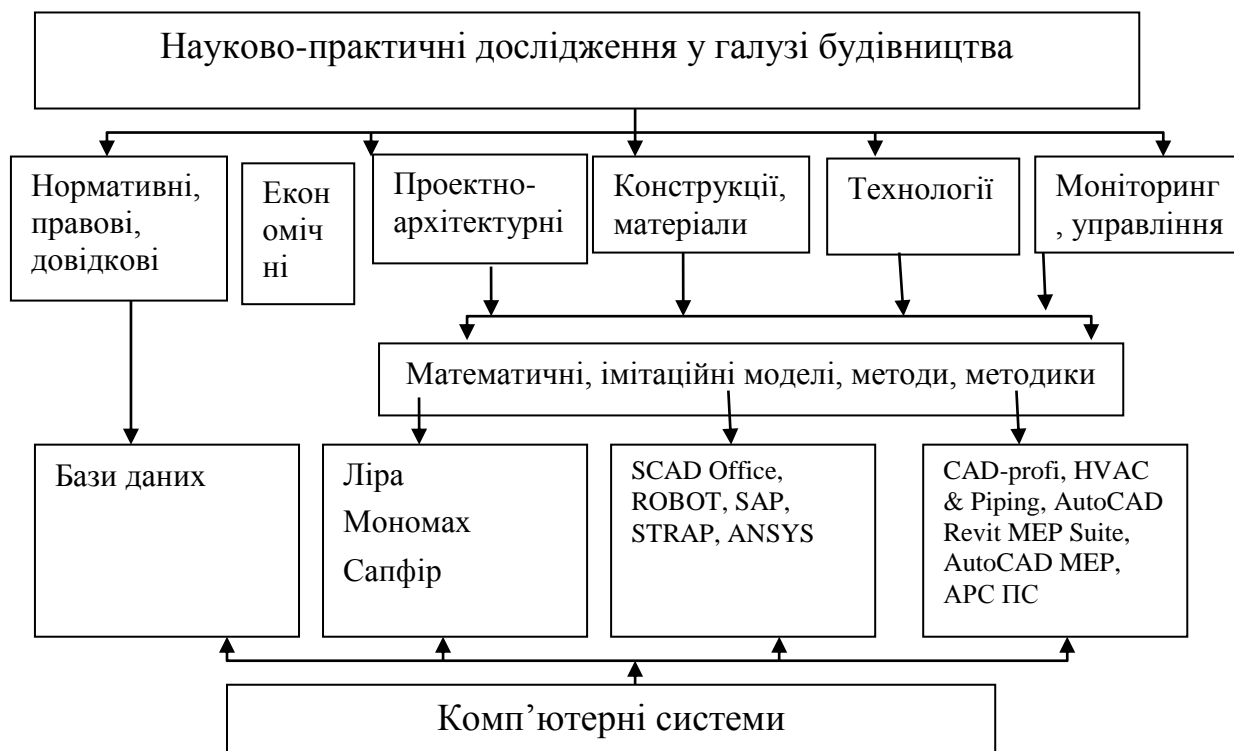 Науково-практичні дослідження у галузі будівництва
Нормативні,
правові,
довідкові
Екон
оміч
ні
Проектно-
архітектурні
Конструкції,
матеріали
Технології
Моніторинг
, управління
Математичні, імітаційні моделі, методи, методики
Бази даних
Ліра
Мономах
Сапфір
SCAD Office,
ROBOT, SAP,
STRAP, ANSYS
CAD-profi, HVAC
& Piping, AutoCAD
Revit MEP Suite,
AutoCAD MEP,
АРС ПС
Комп’ютерні системи